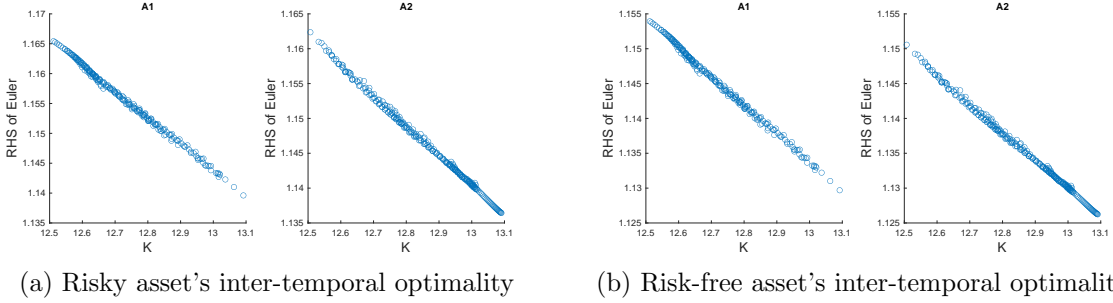 A1
A2
A1
A2
1.17
1.165
1.16
1.155
1.15
1.145
1.14
1.135
RHS of Euler
12.5 12.6 12.7 12.8 12.9 13 13.1
K
1.165
1.16
1.155
1.15
1.145
1.14
1.135
RHS of Euler
12.5 12.6 12.7 12.8 12.9 13 13.1
K
1.155
1.15
1.145
1.14
1.135
1.13
1.125
RHS of Euler
12.5 12.6 12.7 12.8 12.9 13 13.1
K
1.155
1.15
1.145
1.14
1.135
1.13
1.125
RHS of Euler
12.5 12.6 12.7 12.8 12.9 13 13.1
K
(a) Risky asset's inter-temporal optimality
(b) Risk-free asset's inter-temporal optimalit